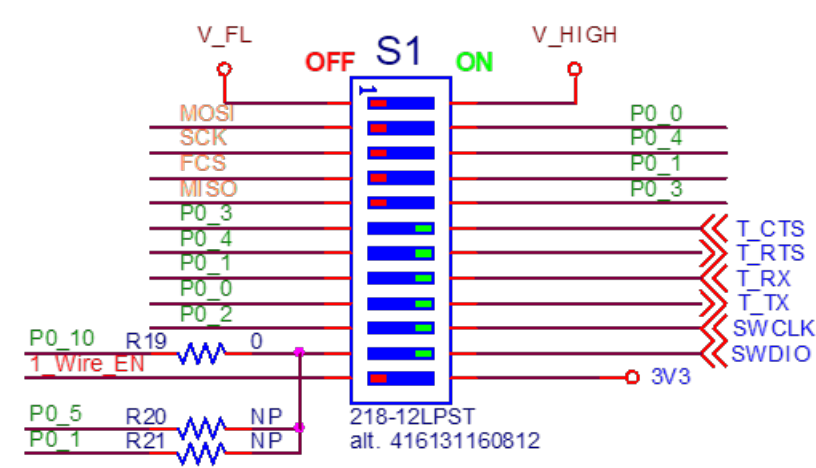 V_FL OFF S1 ON V_HIGH
1
MOSI P0_0
SCK P0_4
FCS P0_1
MISO P0_3
P0_3 T_CTS
P0_4 T_RTS
P0_1 T_RX
P0_0 T_TX
P0_2 SWCLK
P0_10 R19 0 SWDIO
1_Wire_EN 3V3
P0_5 R20 NP 218-12LPST
P0_1 R21 NP alt. 416131160812